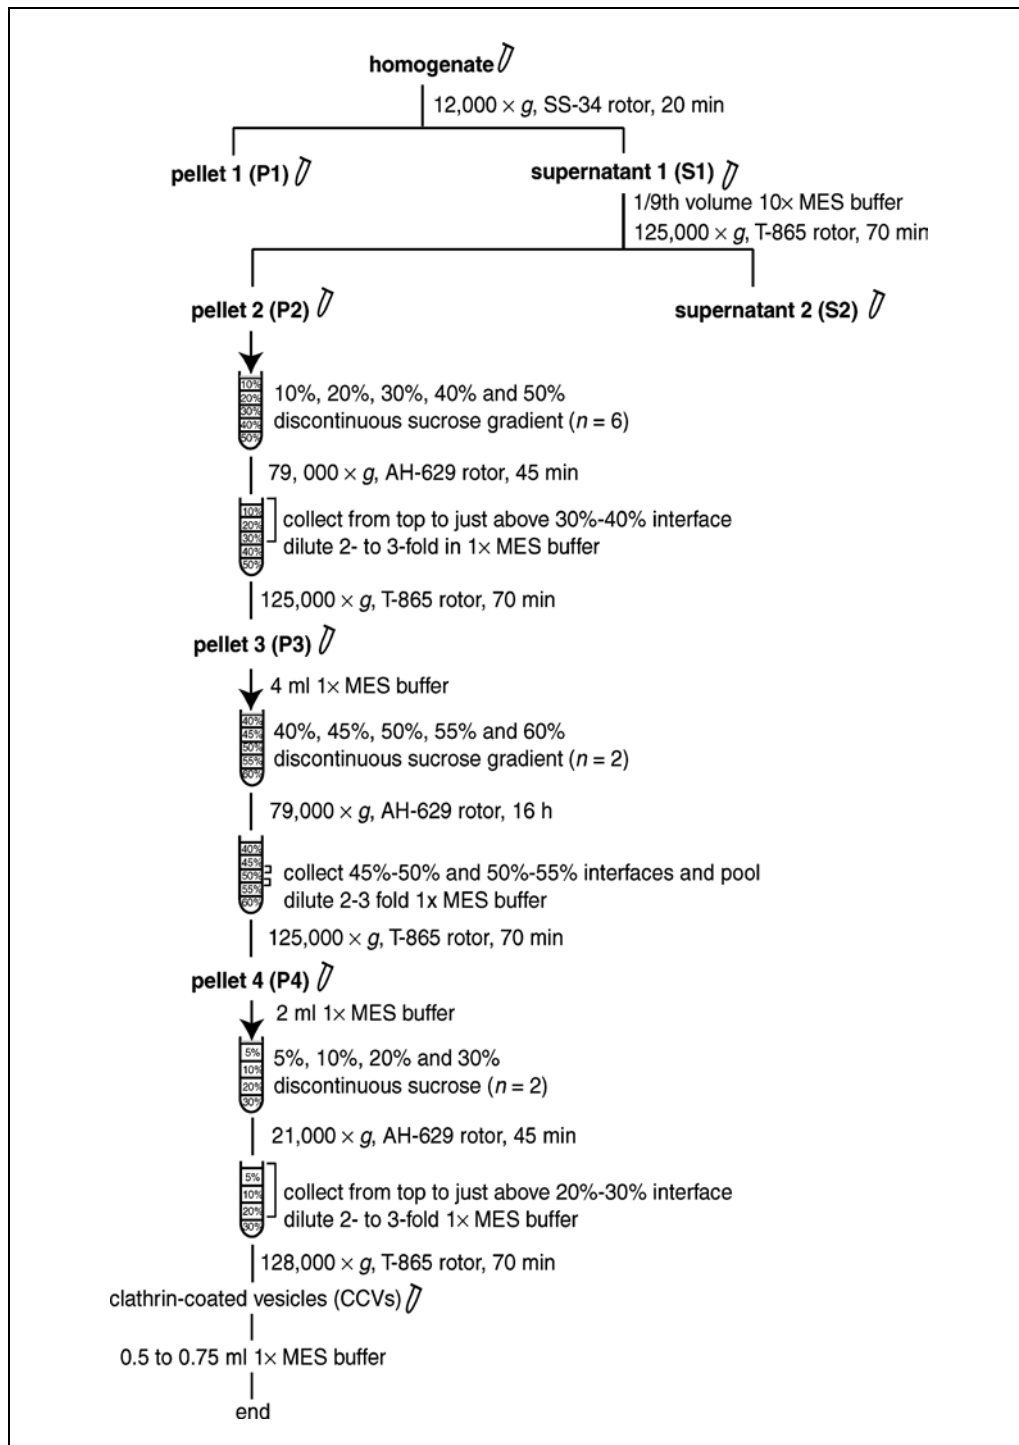 homogenate
12,000 × g, SS-34 rotor, 20 min
pellet 1 (P1)
supernatant 1 (S1)
1/9th volume 10× MES buffer
125,000 × g, T-865 rotor, 70 min
pellet 2 (P2)
supernatant 2 (S2)
10%
20%
30%
40%
50%
10%, 20%, 30%, 40% and 50%
discontinuous sucrose gradient (n = 6)
79, 000 × g, AH-629 rotor, 45 min
10%
20%
30%
40%
50%
collect from top to just above 30%-40% interface
dilute 2- to 3-fold in 1× MES buffer
125,000 × g, T-865 rotor, 70 min
pellet 3 (P3)
4 ml 1× MES buffer
40%
45%
50%
55%
60%
40%, 45%, 50%, 55% and 60%
discontinuous sucrose gradient (n = 2)
79,000 × g, AH-629 rotor, 16 h
40%
45%
50%
55%
60%
collect 45%-50% and 50%-55% interfaces and pool
dilute 2-3 fold 1x MES buffer
125,000 × g, T-865 rotor, 70 min
pellet 4 (P4)
2 ml 1× MES buffer
5%
10%
20%
30%
5%, 10%, 20% and 30%
discontinuous sucrose (n = 2)
21,000 × g, AH-629 rotor, 45 min
5%
10%
20%
30%
collect from top to just above 20%-30% interface
dilute 2- to 3-fold 1× MES buffer
128,000 × g, T-865 rotor, 70 min
clathrin-coated vesicles (CCVs)
0.5 to 0.75 ml 1× MES buffer
end